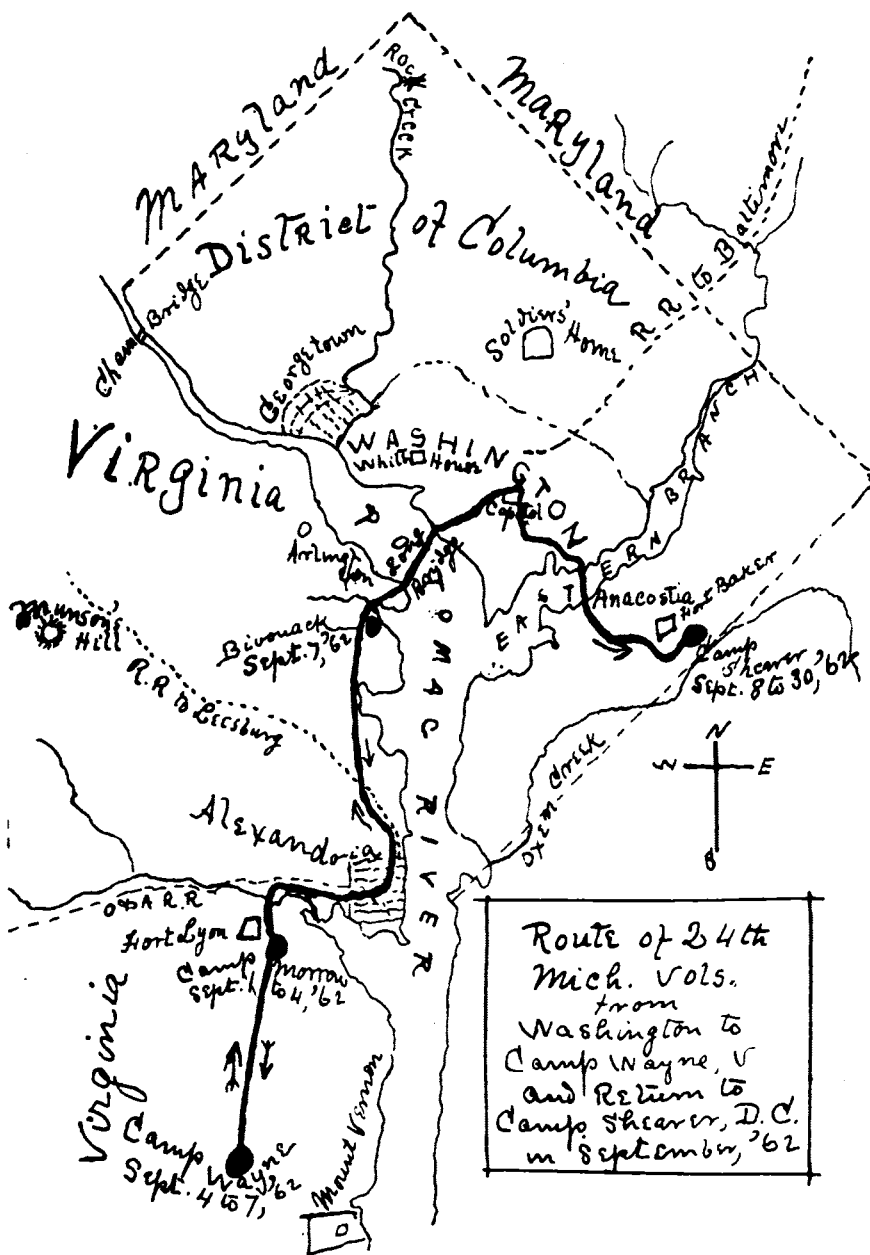 Maryland
Maryland
Rock Creek
District of Columbia
Chain Bridge
Georgetown
Soldiers' Home
RR to Baltimore
Virginia
WASHINGTON
White House
Capitol
EASTERN BRANCH
Arlington
Long Bridge
Munson's Hill
Bivouack
Sept. 7, '62
Anacostia
Fort Baker
Camp Shearer
Sept. 8 to 30, '62
R.R to Leesburg
POTOMAC RIVER
N
W E
S
Oxen Creek
Alexandria
O & A R.R
Fort Lyon
Camp Morrow
Sept. 1 to 4, '62
Virginia
Camp Wayne
Sept. 4 to 7, '62
Mount Vernon
Route of 24th
Mich. Vols.
from
Washington to
Camp Wayne, V
and Return to
Camp Shearer, D.C.
in September, '62